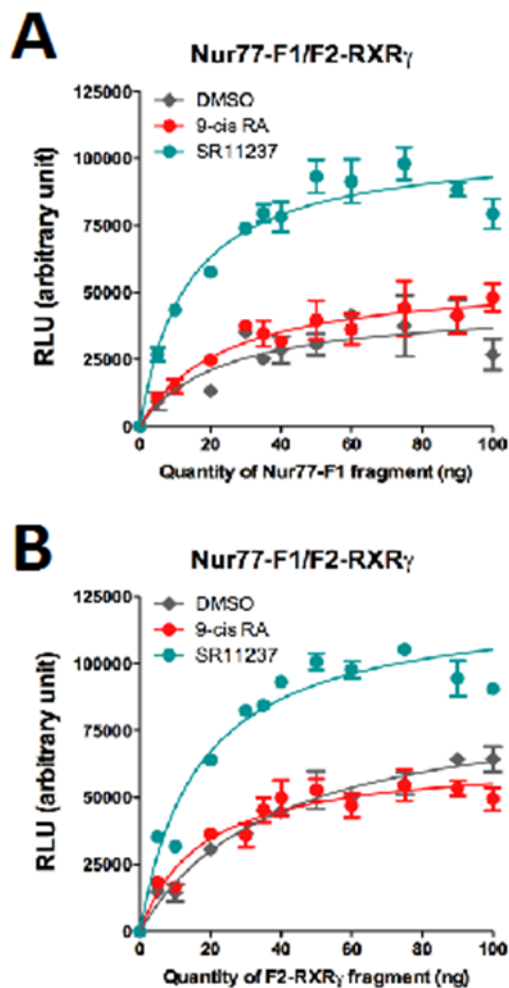 A
Nur77-F1/F2-RXRγ
125000
100000
75000
50000
25000
0
RLU (arbitrary unit)
DMSO
9-cis RA
SR11237
0 20 40 60 80 100
Quantity of Nur77-F1 fragment (ng)
B
Nur77-F1/F2-RXRγ
125000
100000
75000
50000
25000
0
RLU (arbitrary unit)
DMSO
9-cis RA
SR11237
0 20 40 60 80 100
Quantity of F2-RXRγ fragment (ng)